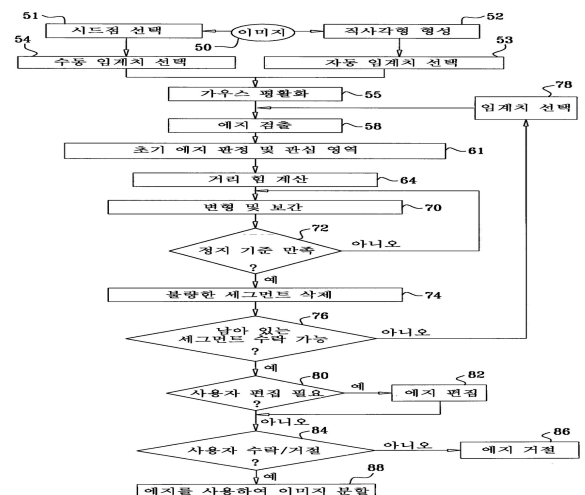 51
시드점 선택
이미지
50
직사각형 형성
52
54
수동 임계치 선택
자동 임계치 선택
53
가우스 평활화
55
78
임계치 선택
에지 검출
58
초기 에지 판정 및 관심 영역
61
거리 힘 계산
64
변형 및 보간
70
72
정지 기준 만족
?
아니오
예
불량한 세그먼트 삭제
74
76
남아 있는
세그먼트 수락 가능
?
아니오
예
80
사용자 편집 필요
?
예
82
에지 편집
아니오
84
사용자 수락/거절
?
아니오
86
에지 거절
예
88
에지를 사용하여 이미지 분할